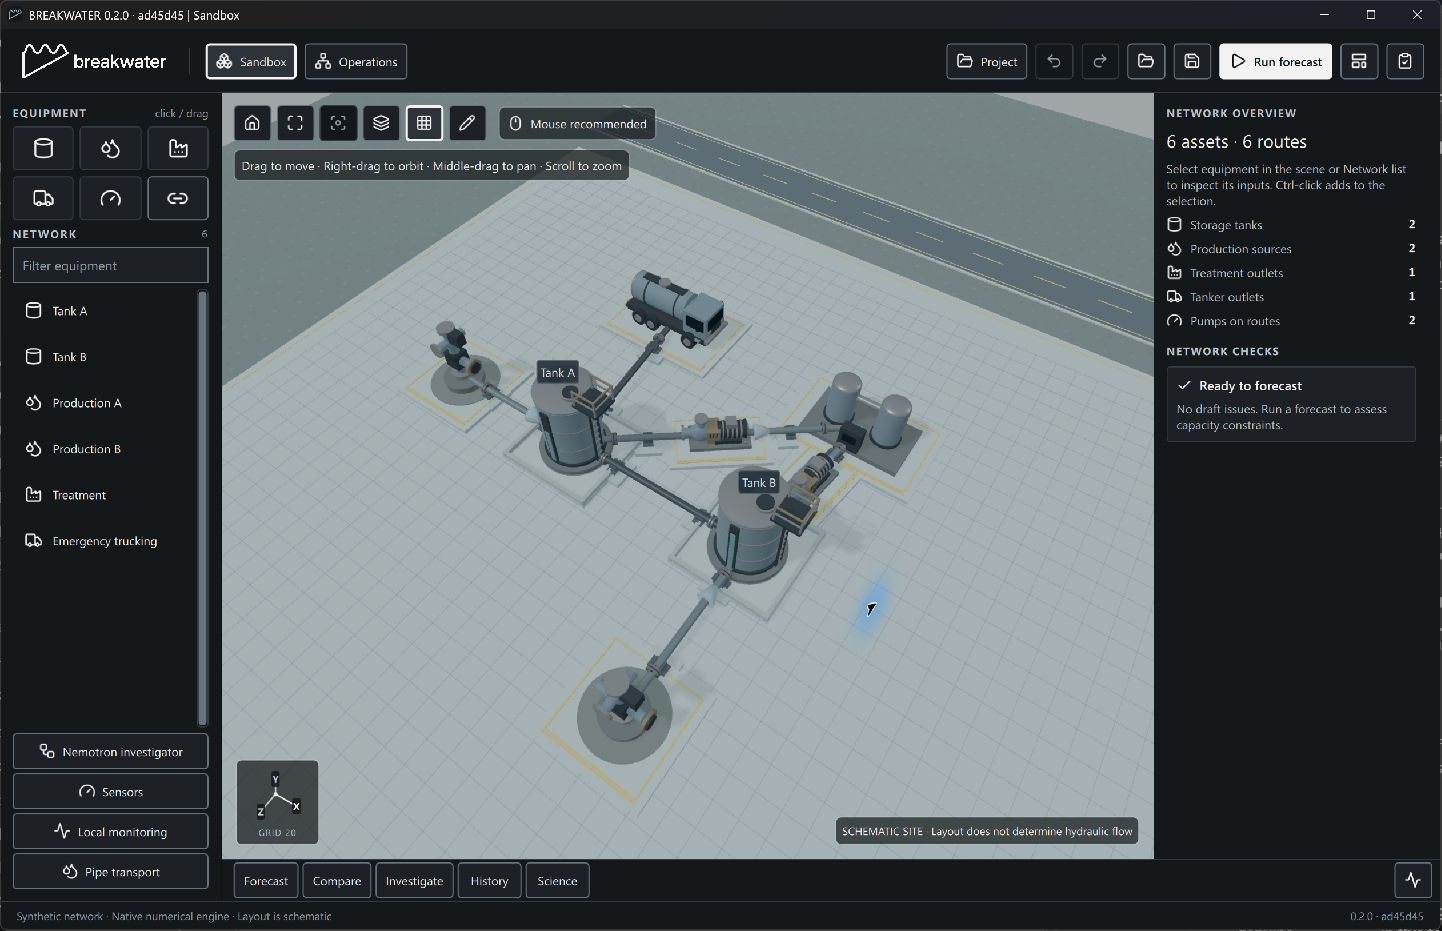 BREAKWATER 0.2.0 · ad45d45 | Sandbox
breakwater
Sandbox
Operations
Project
Run forecast
EQUIPMENT
click / drag
NETWORK
6
Filter equipment
Tank A
Tank B
Production A
Production B
Treatment
Emergency trucking
Nemotron investigator
Sensors
Local monitoring
Pipe transport
Mouse recommended
Drag to move · Right-drag to orbit · Middle-drag to pan · Scroll to zoom
Tank A
Tank B
Y
Z
X
GRID 20
SCHEMATIC SITE · Layout does not determine hydraulic flow
Forecast
Compare
Investigate
History
Science
NETWORK OVERVIEW
6 assets · 6 routes
Select equipment in the scene or Network list
to inspect its inputs. Ctrl-click adds to the
selection.
Storage tanks 2
Production sources 2
Treatment outlets 1
Tanker outlets 1
Pumps on routes 2
NETWORK CHECKS
Ready to forecast
No draft issues. Run a forecast to assess
capacity constraints.
Synthetic network · Native numerical engine · Layout is schematic
0.2.0 · ad45d45